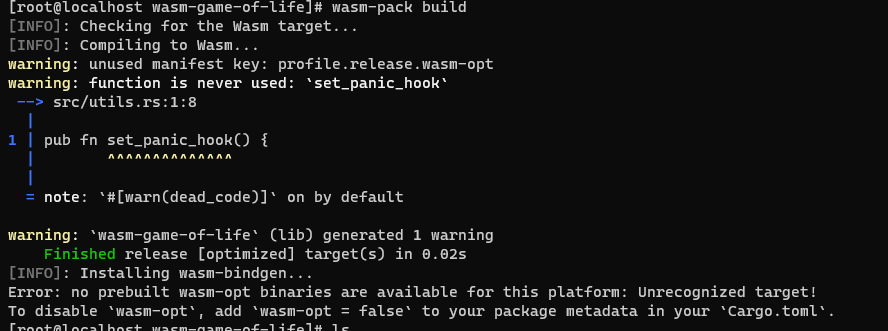 [root@localhost wasm-game-of-life]# wasm-pack build
[INFO]: Checking for the Wasm target...
[INFO]: Compiling to Wasm...
warning: unused manifest key: profile.release.wasm-opt
warning: function is never used: `set_panic_hook`
 --> src/utils.rs:1:8
  |
1 | pub fn set_panic_hook() {
  |        ^^^^^^^^^^^^^^
  |
  = note: `#[warn(dead_code)]` on by default
warning: `wasm-game-of-life` (lib) generated 1 warning
    Finished release [optimized] target(s) in 0.02s
[INFO]: Installing wasm-bindgen...
Error: no prebuilt wasm-opt binaries are available for this platform: Unrecognized target!
To disable `wasm-opt`, add `wasm-opt = false` to your package metadata in your `Cargo.toml`.
[root@localhost wasm-game-of-life]# ls